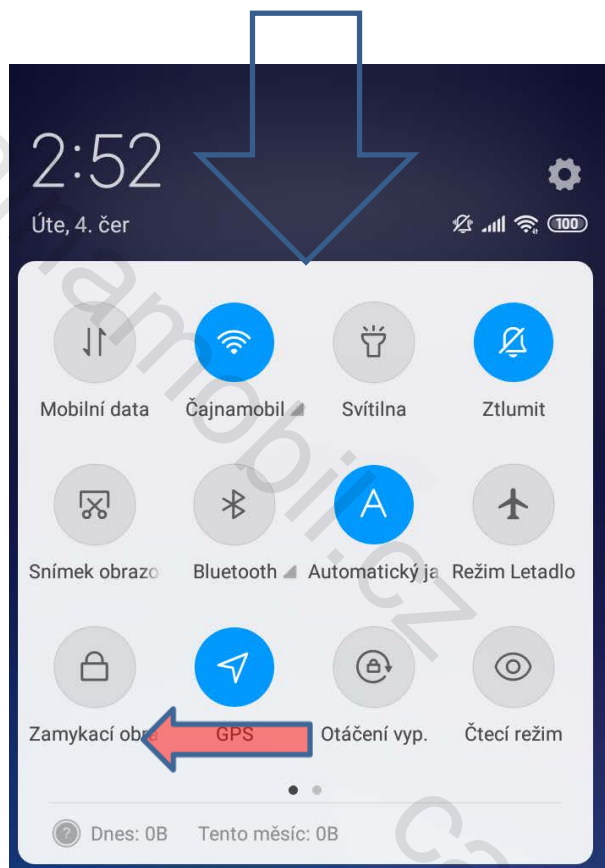 2:52
Úte, 4. čer
100
Mobilní data
Čajnamobil
Svítilna
Ztlumit
Snímek obrazo
Bluetooth
A
Automatický ja
Režim Letadlo
Zamykací obra
GPS
Otáčení vyp.
Čtecí režim
? Dnes: 0B Tento měsíc: 0B